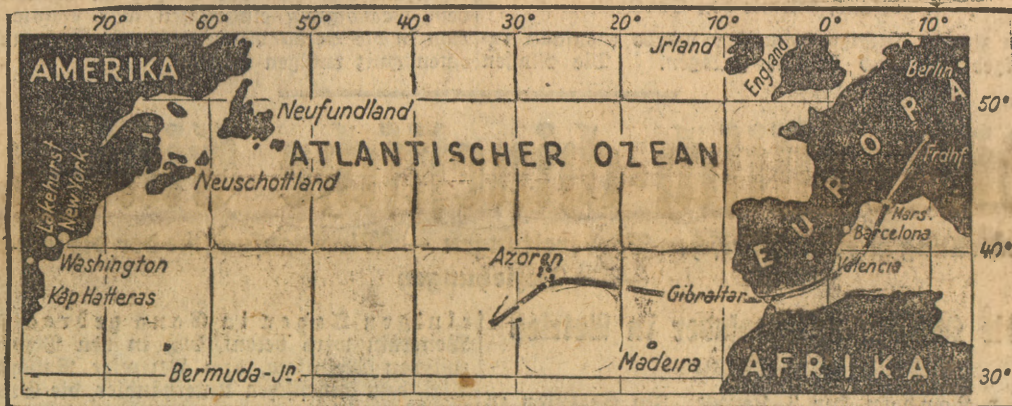 70° 60° 50° 40° 30° 20° 10° 0° 10°
AMERIKA
Jrland
England
Berlin
50°
Neufundland
ATLANTISCHER OZEAN
EUROPA
Frkhf.
Neuschottland
Lakehurst
New York
Mars.
Barcelona
40°
Washington
Azoren
Valencia
Kap Hatteras
Gibraltar
Bermuda-Jn.
Madeira
AFRIKA
30°